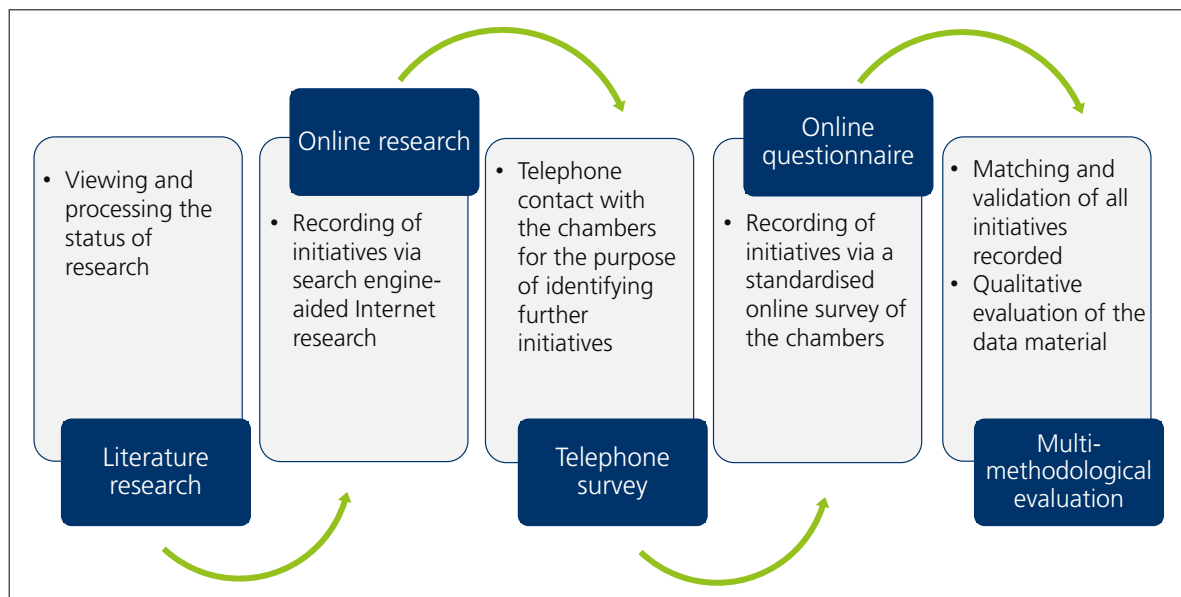 • Viewing and
processing the
status of
research
Literature
research
Online research
• Recording of
initiatives via
search engine-
aided Internet
research
• Telephone
contact with
the chambers
for the purpose
of identifying
further
initiatives
Telephone
survey
Online
questionnaire
• Recording of
initiatives via a
standardised
online survey of
the chambers
• Matching and
validation of all
initiatives
recorded
• Qualitative
evaluation of the
data material
Multi-
methodological
evaluation